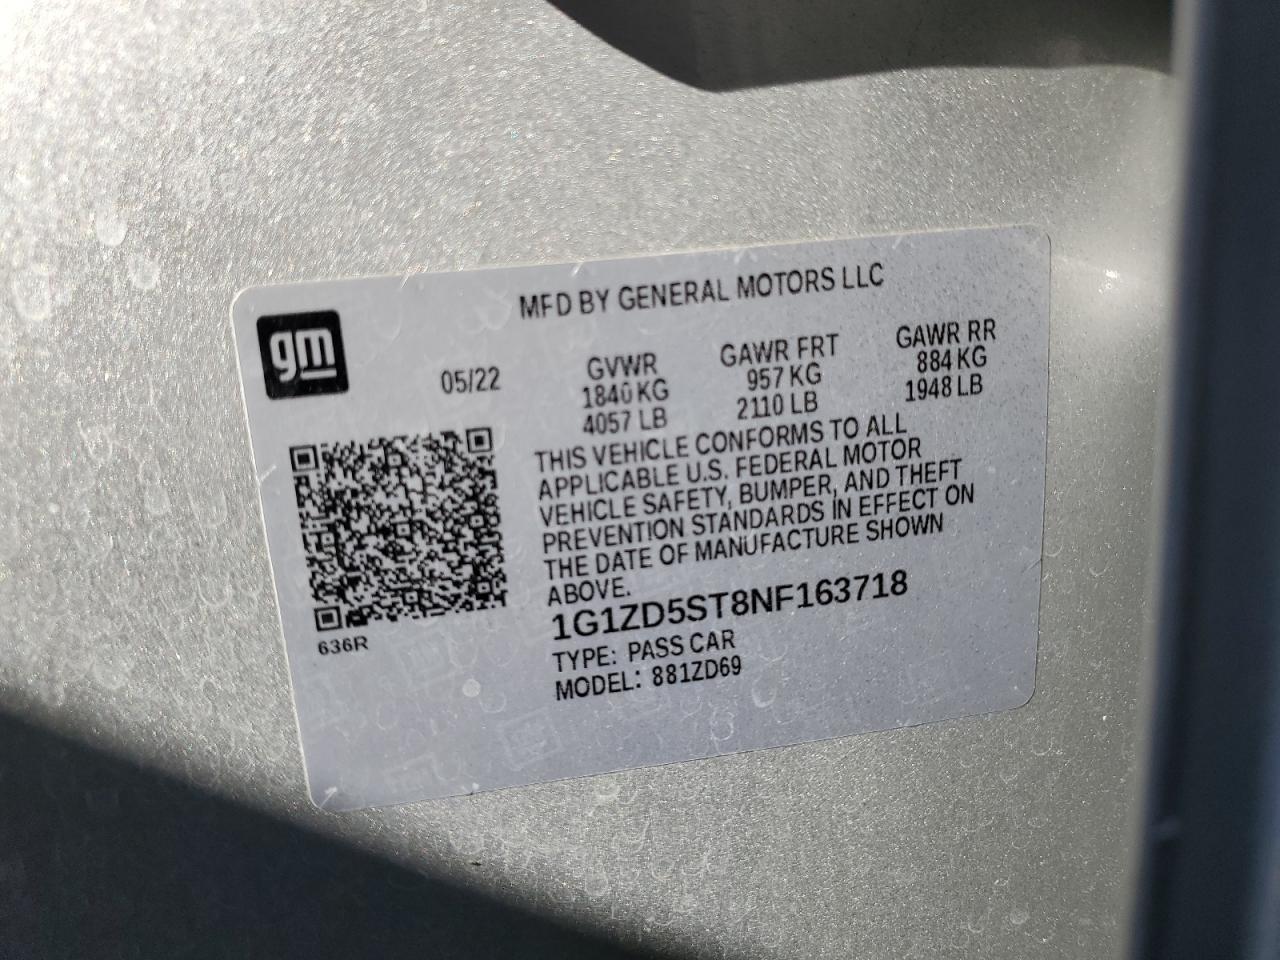 MFD BY GENERAL MOTORS LLC
gm
05/22
GVWR
1840 KG
4057 LB
GAWR FRT
957 KG
2110 LB
GAWR RR
884 KG
1948 LB
THIS VEHICLE CONFORMS TO ALL
APPLICABLE U.S. FEDERAL MOTOR
VEHICLE SAFETY, BUMPER, AND THEFT
PREVENTION STANDARDS IN EFFECT ON
THE DATE OF MANUFACTURE SHOWN
ABOVE.
1G1ZD5ST8NF163718
TYPE: PASS CAR
MODEL: 881ZD69
636R